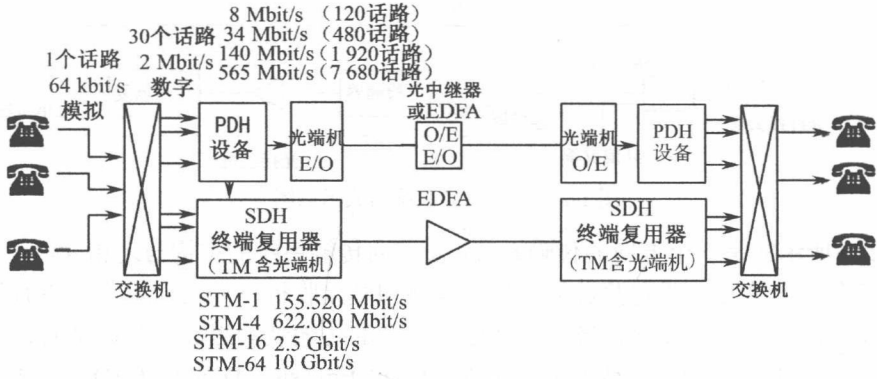 8 Mbit/s（120话路）
30个话路 34 Mbit/s（480话路）
1个话路 2 Mbit/s 140 Mbit/s（1 920话路）
64 kbit/s 数字 565 Mbit/s（7 680话路）
模拟
光中继器
或EDFA
PDH
设备
光端机
E/O
O/E
E/O
光端机
O/E
PDH
设备
EDFA
SDH
终端复用器
（TM含光端机）
SDH
终端复用器
（TM含光端机）
交换机
交换机
STM-1 155.520 Mbit/s
STM-4 622.080 Mbit/s
STM-16 2.5 Gbit/s
STM-64 10 Gbit/s